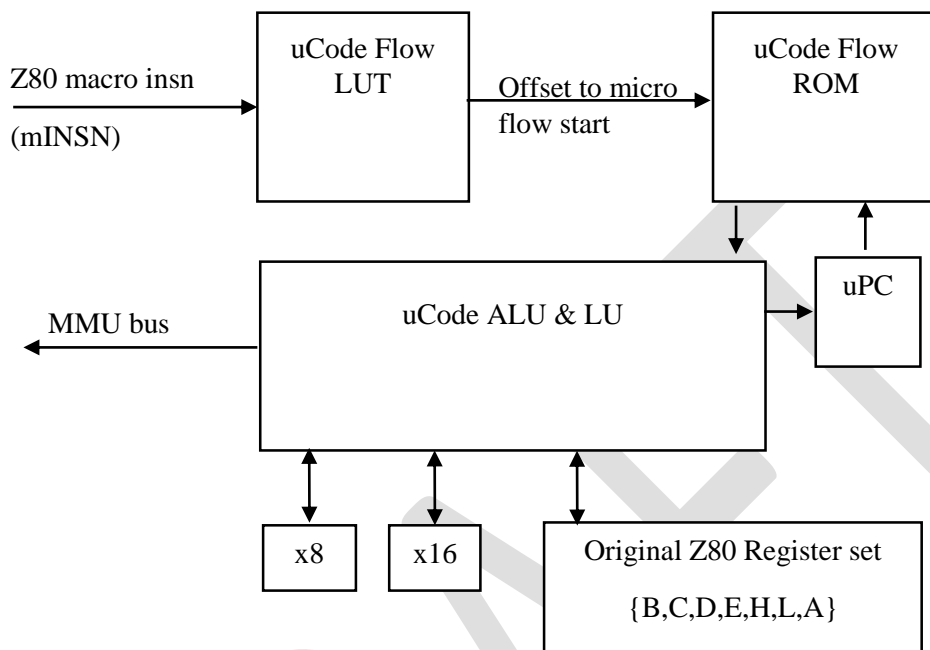 uCode Flow
LUT
uCode Flow
ROM
Z80 macro insn
(mINSN)
Offset to micro
flow start
uPC
uCode ALU & LU
MMU bus
x8
x16
Original Z80 Register set
{B,C,D,E,H,L,A}